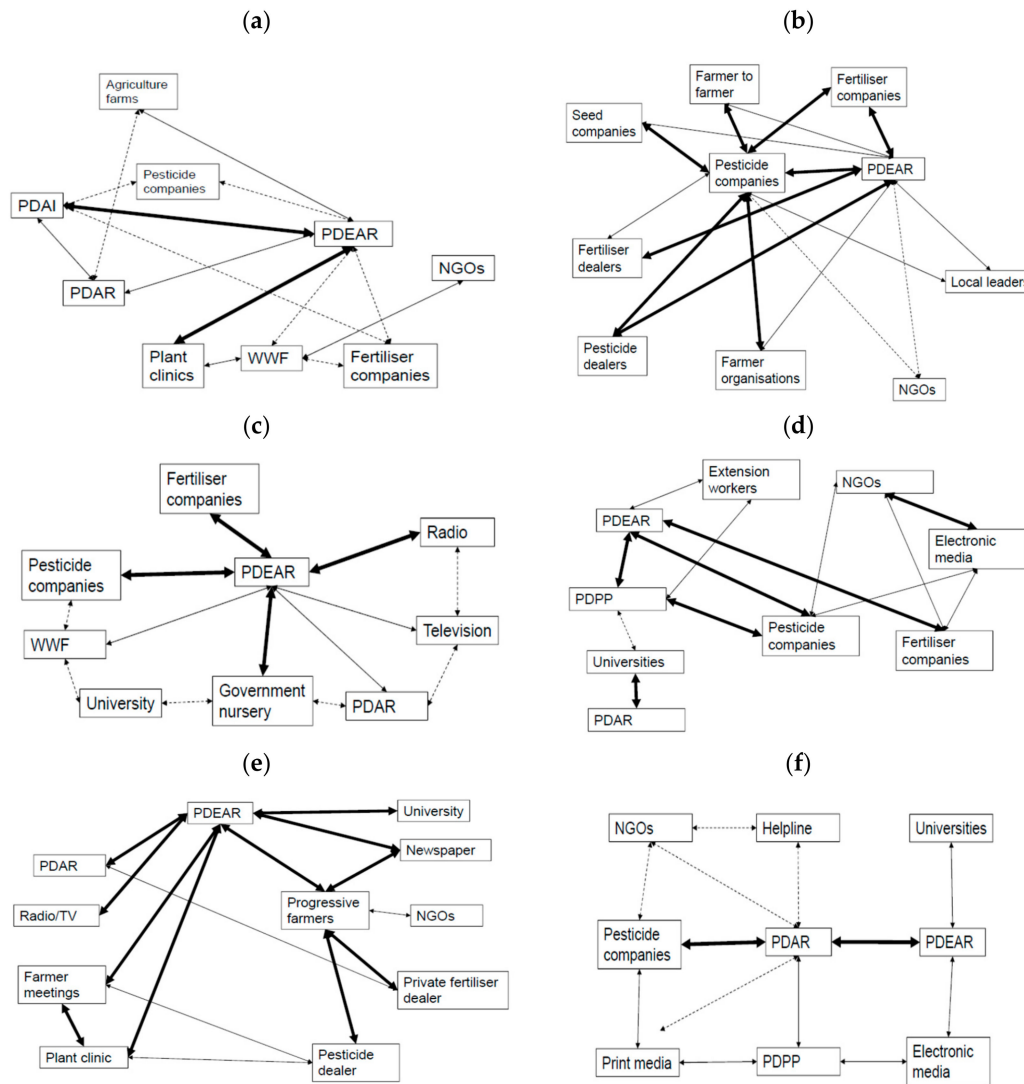 (a)
Agriculture
farms
Pesticide
companies
PDAI
PDEAR
NGOs
PDAR
Plant
clinics
WWF
Fertiliser
companies
(b)
Farmer to
farmer
Fertiliser
companies
Seed
companies
Pesticide
companies
PDEAR
Fertiliser
dealers
Local leaders
Pesticide
dealers
Farmer
organisations
NGOs
(c)
Fertiliser
companies
Radio
Pesticide
companies
PDEAR
WWF
Television
University
Government
nursery
PDAR
(d)
Extension
workers
NGOs
PDEAR
Electronic
media
PDPP
Pesticide
companies
Fertiliser
companies
Universities
PDAR
(e)
PDEAR
University
PDAR
Newspaper
Radio/TV
Progressive
farmers
NGOs
Farmer
meetings
Private fertiliser
dealer
Plant clinic
Pesticide
dealer
(f)
NGOs
Helpline
Universities
Pesticide
companies
PDAR
PDEAR
Print media
PDPP
Electronic
media